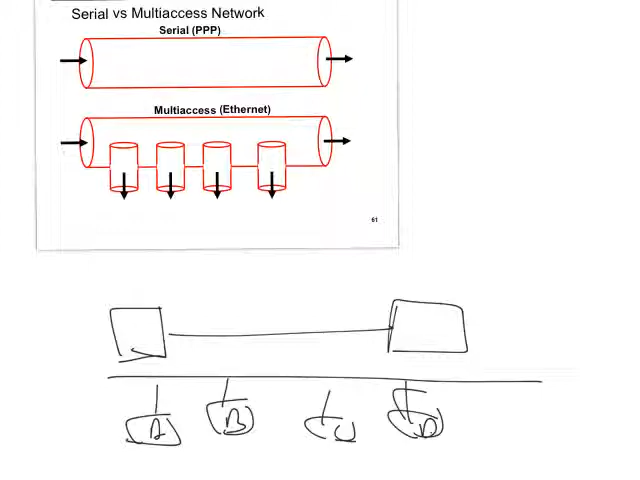 Serial vs Multiaccess Network
Serial (PPP)
Multiaccess (Ethernet)
61
A B C D